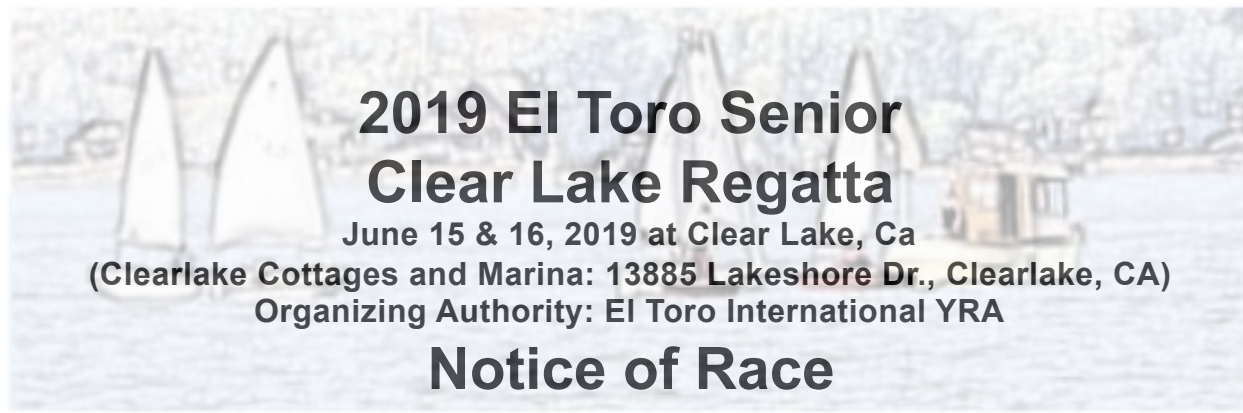 2019 El Toro Senior
Clear Lake Regatta
June 15 & 16, 2019 at Clear Lake, Ca
(Clearlake Cottages and Marina: 13885 Lakeshore Dr., Clearlake, CA)
Organizing Authority: El Toro International YRA
Notice of Race